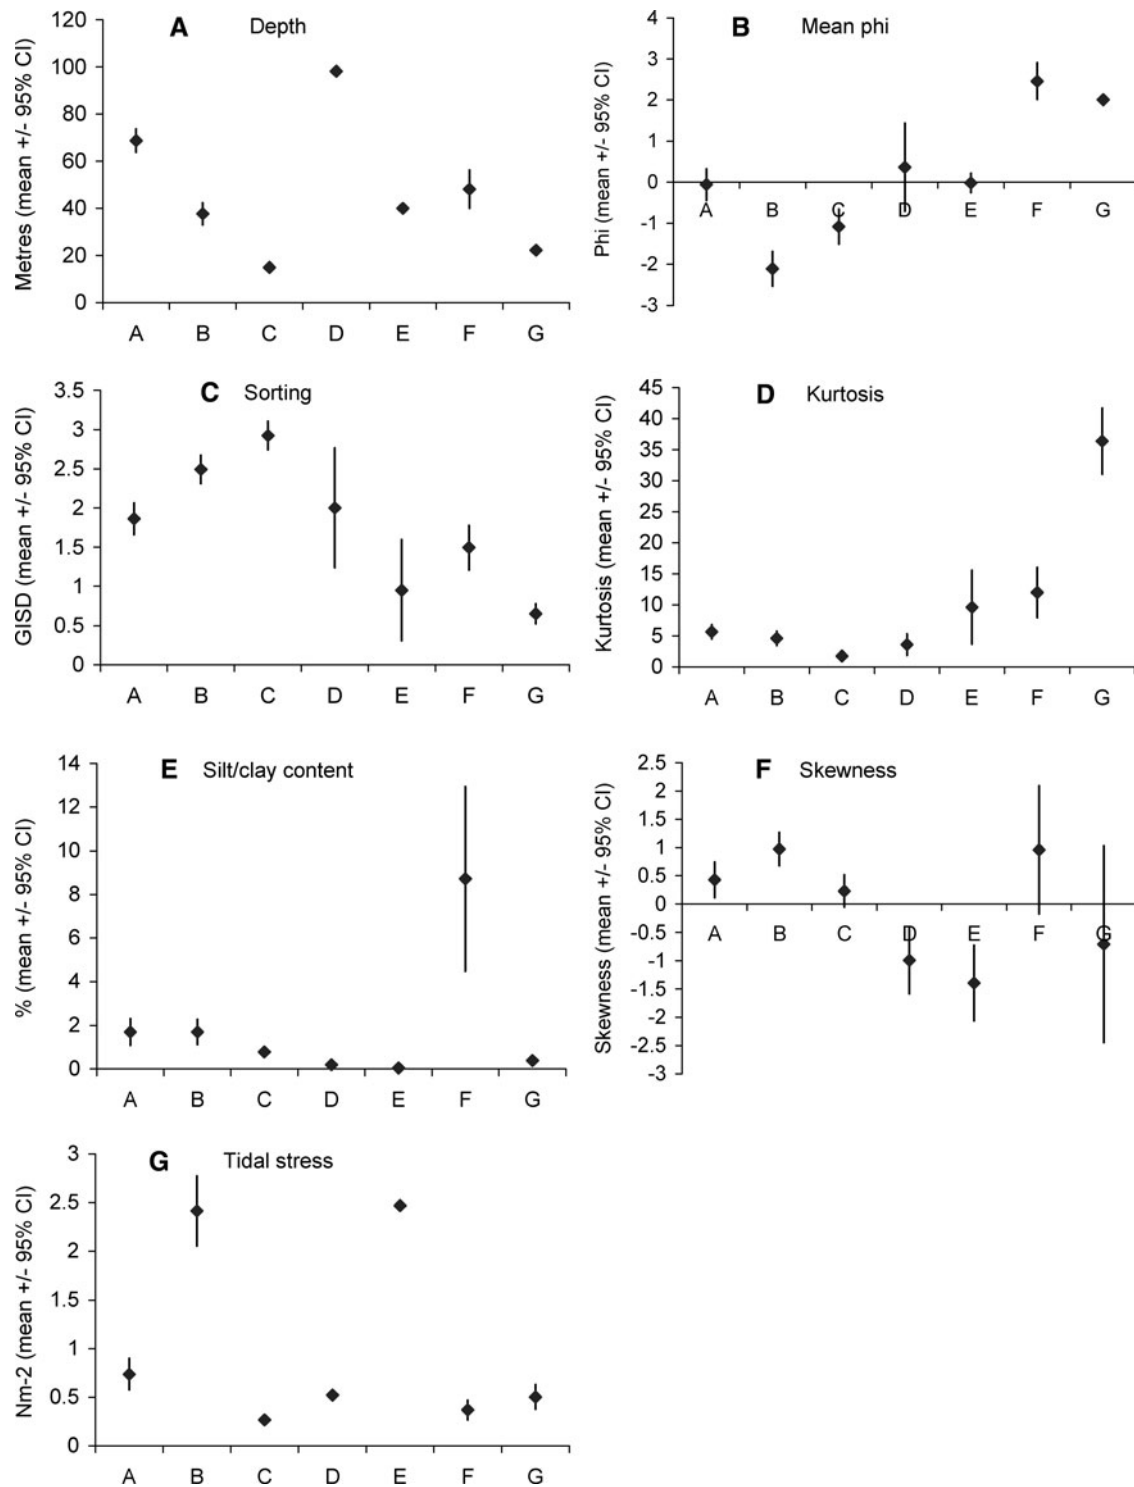 A Depth
Metres (mean +/- 95% CI)
120
100
80
60
40
20
0
A B C D E F G
B Mean phi
Phi (mean +/- 95% CI)
4
3
2
1
0
-1
-2
-3
A B C D E F G
C Sorting
GISD (mean +/- 95% CI)
3.5
3
2.5
2
1.5
1
0.5
0
A B C D E F G
D Kurtosis
Kurtosis (mean +/- 95% CI)
45
40
35
30
25
20
15
10
5
0
A B C D E F G
E Silt/clay content
% (mean +/- 95% CI)
14
12
10
8
6
4
2
0
A B C D E F G
F Skewness
Skewness (mean +/- 95% CI)
2.5
2
1.5
1
0.5
0
-0.5
-1
-1.5
-2
-2.5
-3
A B C D E F G
G Tidal stress
Nm-2 (mean +/- 95% CI)
3
2.5
2
1.5
1
0.5
0
A B C D E F G